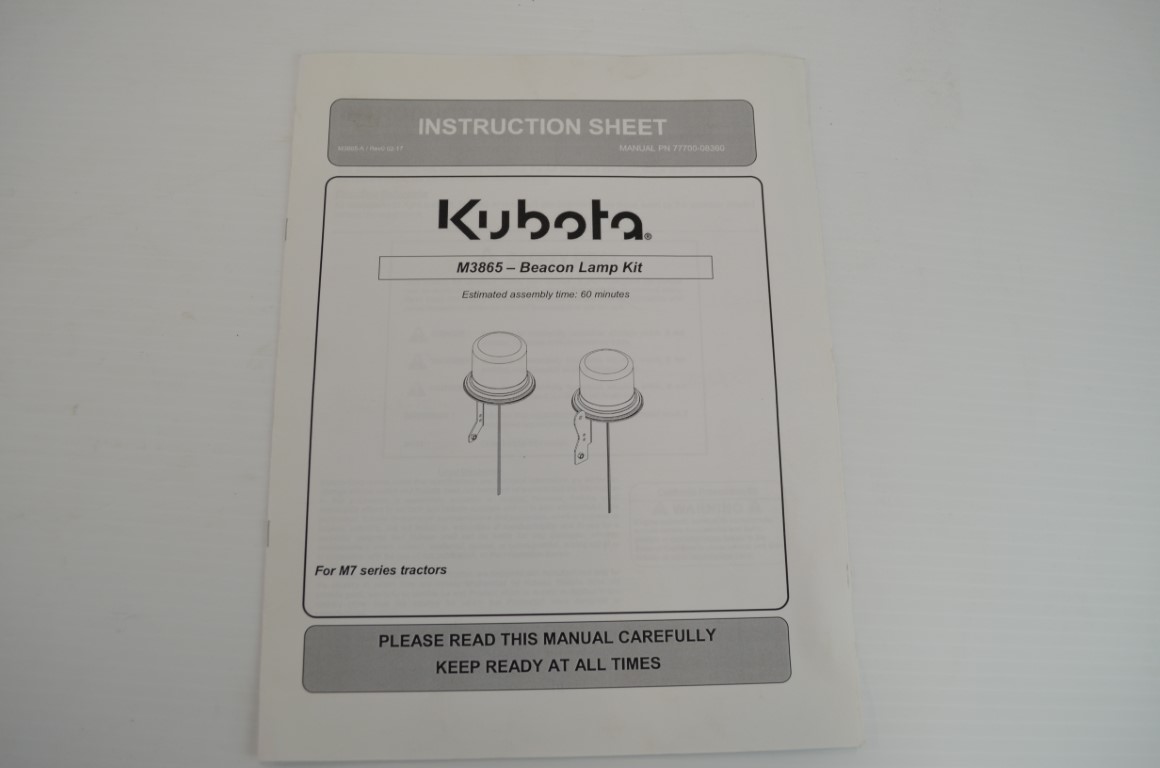 INSTRUCTION SHEET
MANUAL PN 77700-08260
Kubota®
M3865 – Beacon Lamp Kit
Estimated assembly time: 60 minutes
For M7 series tractors
PLEASE READ THIS MANUAL CAREFULLY
KEEP READY AT ALL TIMES